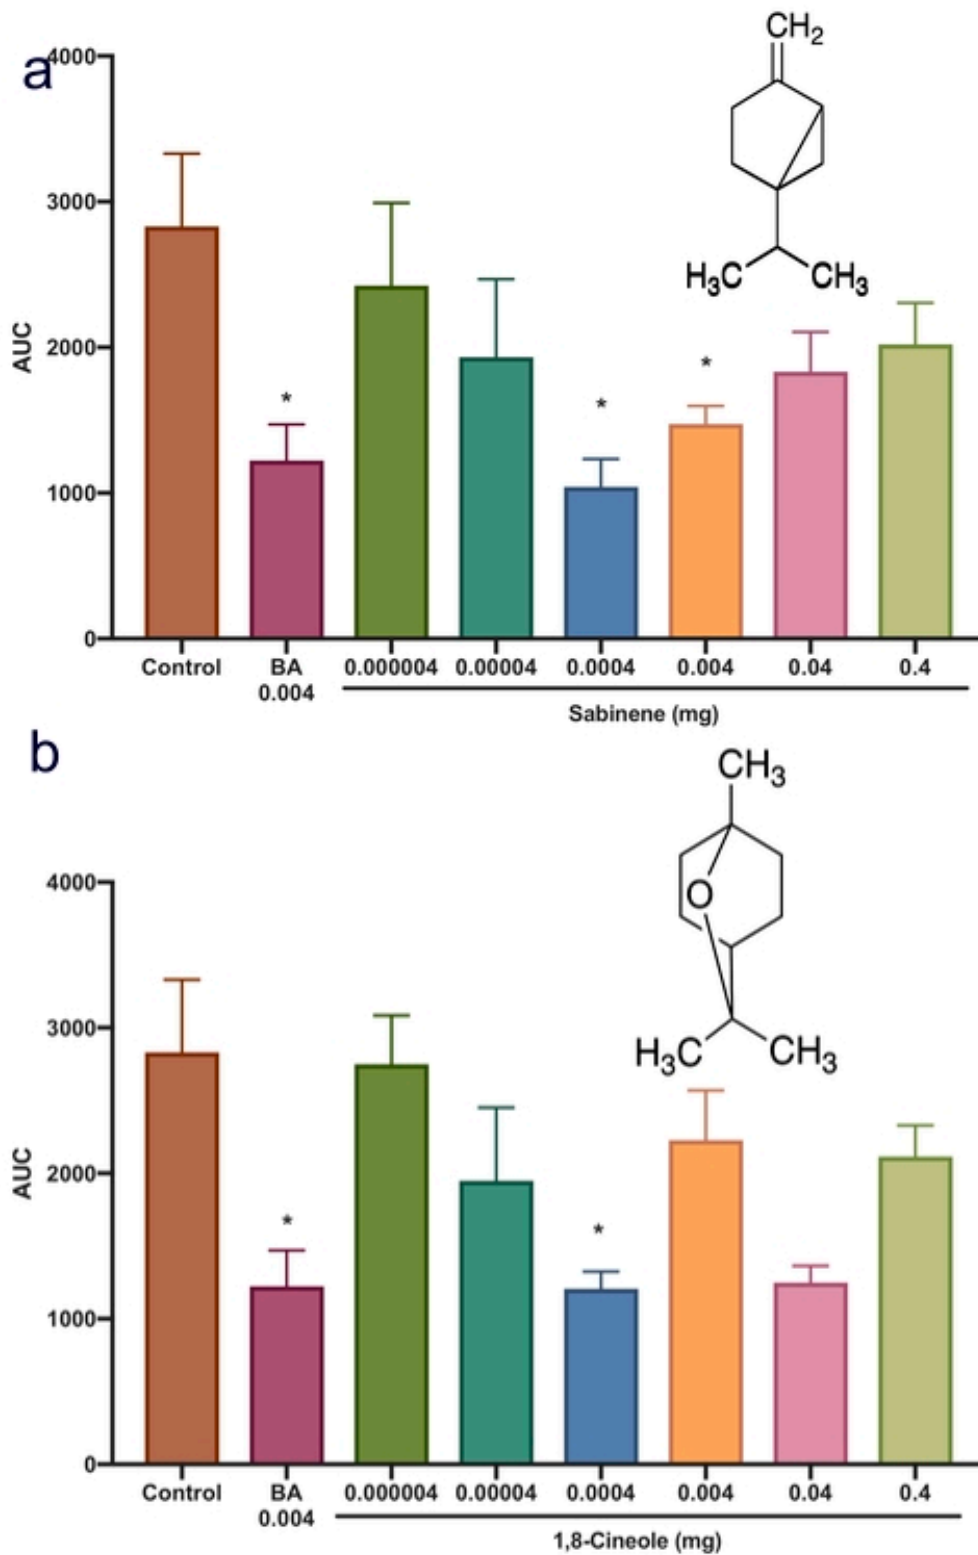 a
CH₂
H₃C CH₃
4000
3000
2000
1000
0
AUC
*
*
*
Control BA 0.000004 0.00004 0.0004 0.004 0.04 0.4
0.004
Sabinene (mg)
b
CH₃
O
H₃C CH₃
4000
3000
2000
1000
0
AUC
*
*
Control BA 0.000004 0.00004 0.0004 0.004 0.04 0.4
0.004
1,8-Cineole (mg)